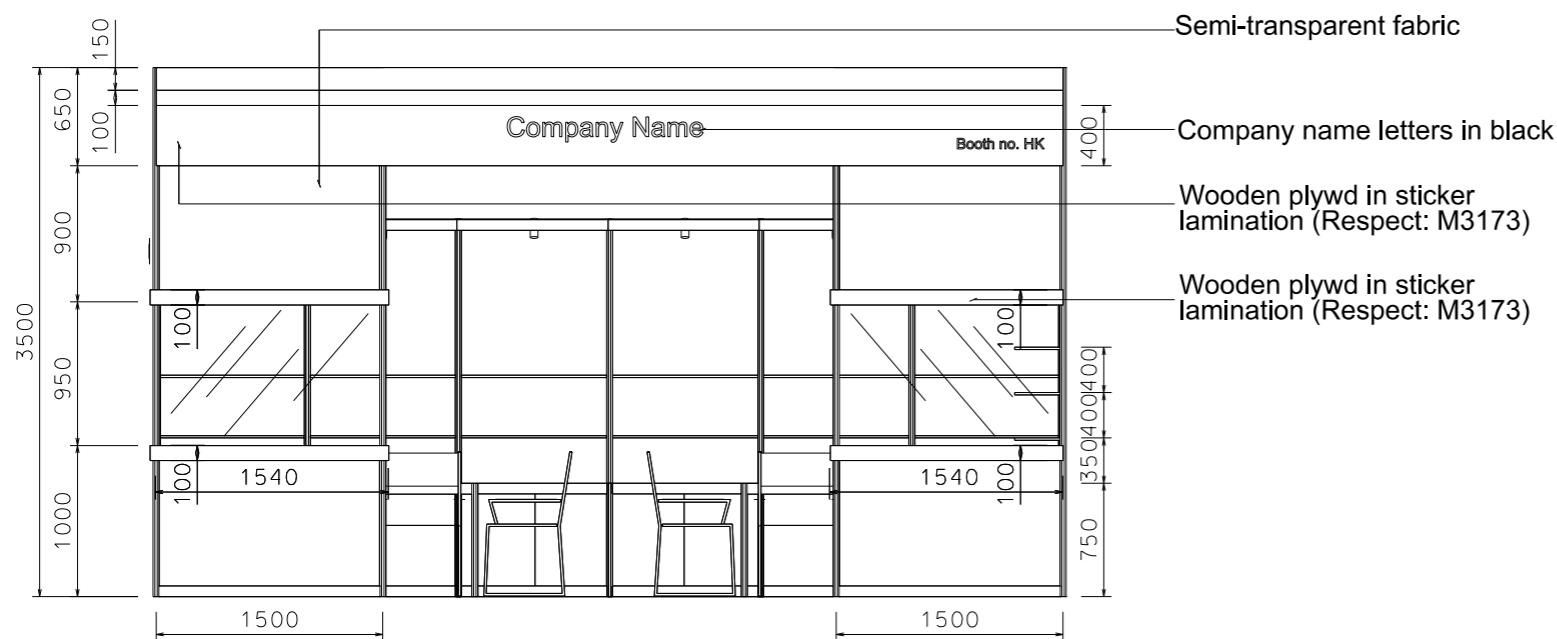 Semi-transparent fabric
150
650
100
Company Name
Company name letters in black
400
Booth no. HK
Wooden plywd in sticker
lamination (Respect: M3173)
900
Wooden plywd in sticker
lamination (Respect: M3173)
3500
100
100
950
400
400
350
100
1540
1540
100
1000
750
1500
1500